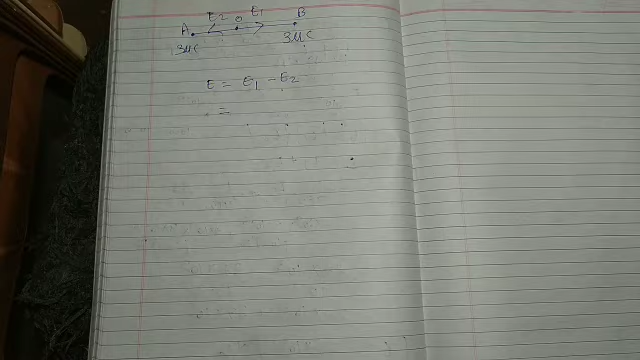 E2 O E1
A B
3μC 3μC
E = E1 - E2
=